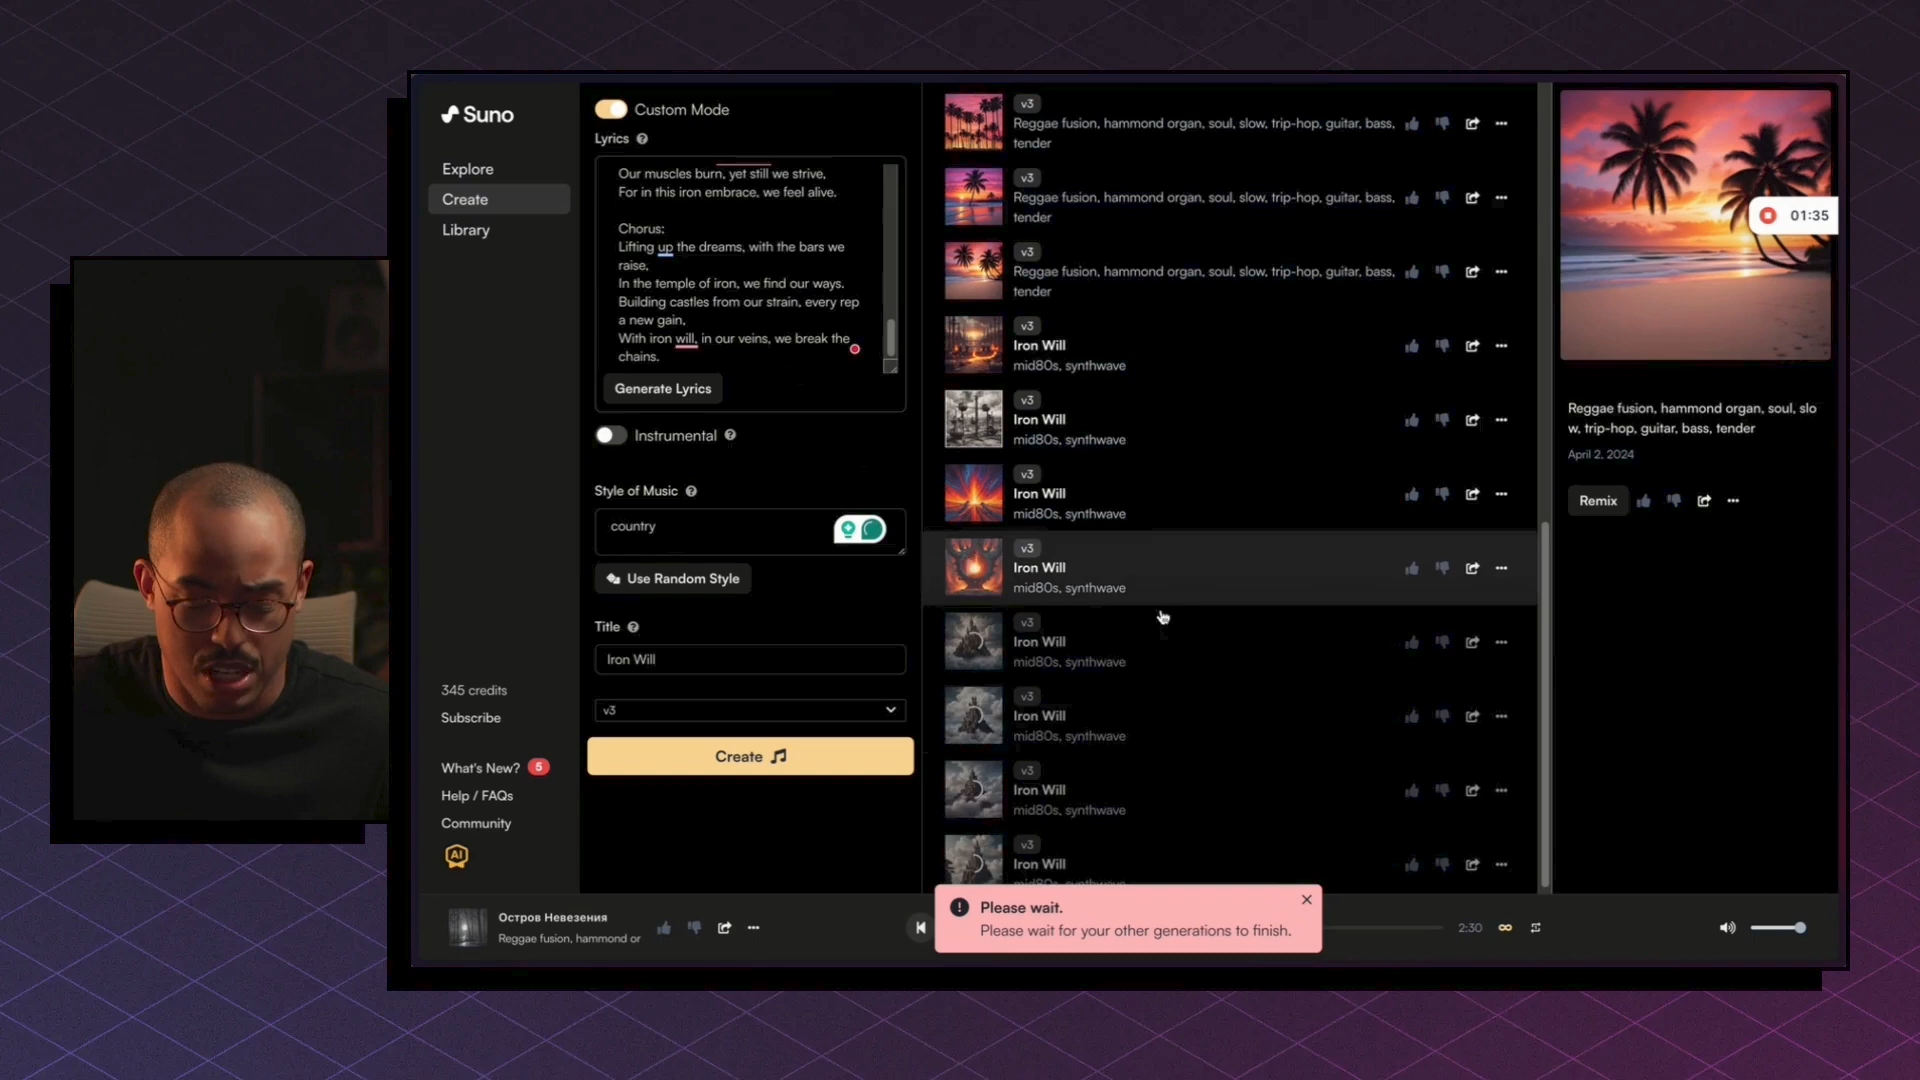 Suno
Explore
Create
Library
345 credits
Subscribe
What's New? 5
Help / FAQs
Community
AI
Custom Mode
Lyrics
Our muscles burn, yet still we strive,
For in this iron embrace, we feel alive.
Chorus:
Lifting up the dreams, with the bars we
raise,
In the temple of iron, we find our ways.
Building castles from our strain, every rep
a new gain,
With iron will, in our veins, we break the
chains.
Generate Lyrics
Instrumental
Style of Music
country
Use Random Style
Title
Iron Will
v3
Create
v3
Reggae fusion, hammond organ, soul, slow, trip-hop, guitar, bass,
tender
v3
Reggae fusion, hammond organ, soul, slow, trip-hop, guitar, bass,
tender
v3
Reggae fusion, hammond organ, soul, slow, trip-hop, guitar, bass,
tender
v3
Iron Will
mid80s, synthwave
v3
Iron Will
mid80s, synthwave
v3
Iron Will
mid80s, synthwave
v3
Iron Will
mid80s, synthwave
v3
Iron Will
mid80s, synthwave
v3
Iron Will
mid80s, synthwave
v3
Iron Will
mid80s, synthwave
v3
Iron Will
mid80s, synthwave
01:35
Reggae fusion, hammond organ, soul, slo
w, trip-hop, guitar, bass, tender
April 2, 2024
Remix
Остров Невезения
Reggae fusion, hammond or
Please wait.
Please wait for your other generations to finish.
2:30